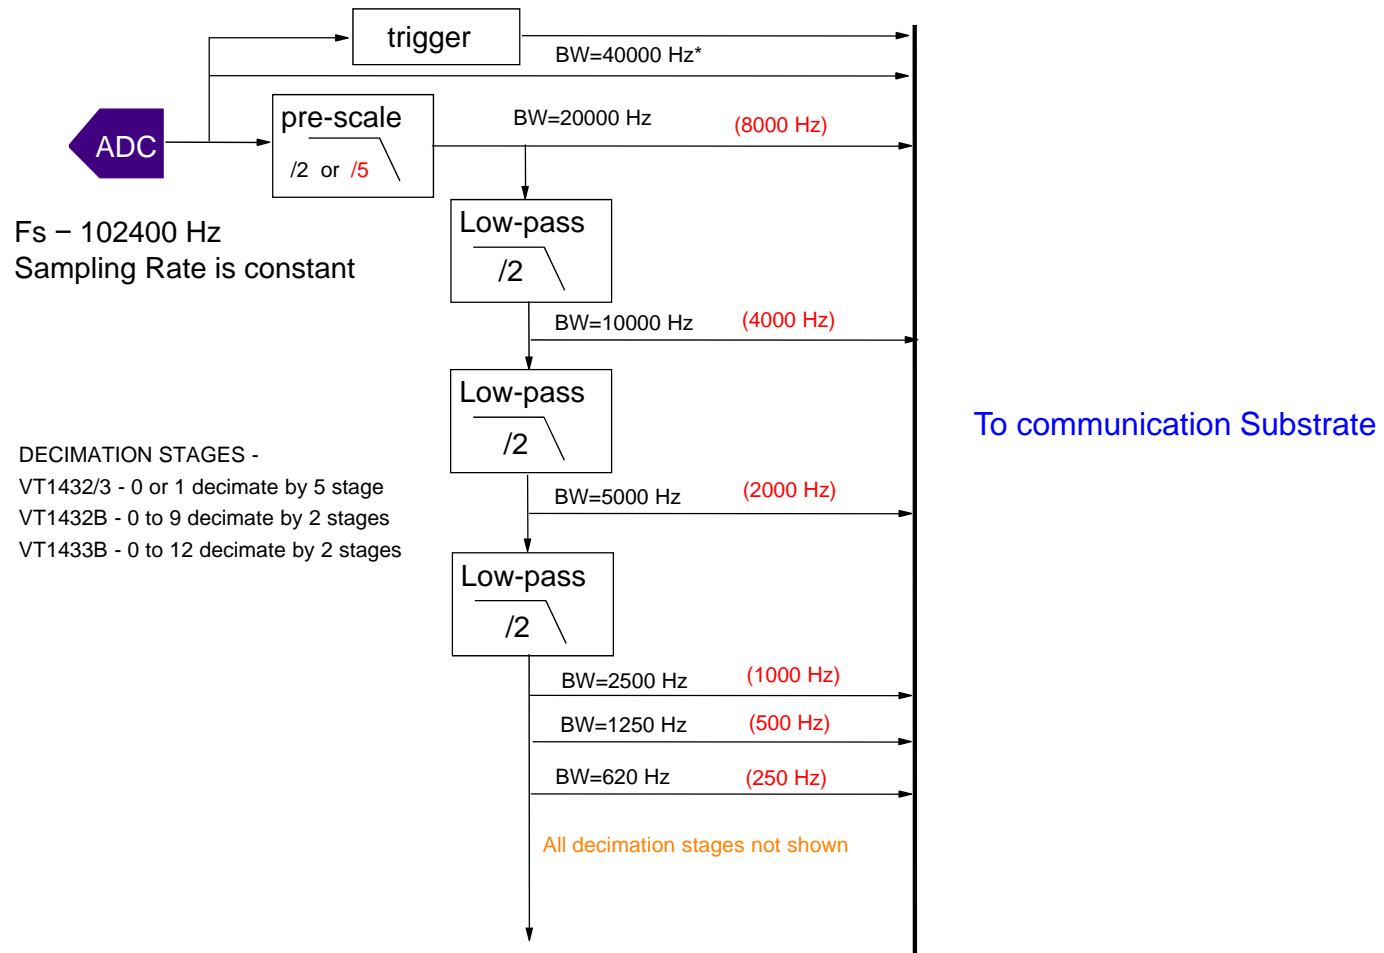 trigger
BW=40000 Hz*
pre-scale
/2 or /5
BW=20000 Hz (8000 Hz)
ADC
Low-pass
/2
Fs − 102400 Hz
Sampling Rate is constant
BW=10000 Hz (4000 Hz)
Low-pass
/2
To communication Substrate
DECIMATION STAGES -
VT1432/3 - 0 or 1 decimate by 5 stage
VT1432B - 0 to 9 decimate by 2 stages
VT1433B - 0 to 12 decimate by 2 stages
BW=5000 Hz (2000 Hz)
Low-pass
/2
BW=2500 Hz (1000 Hz)
BW=1250 Hz (500 Hz)
BW=620 Hz (250 Hz)
All decimation stages not shown